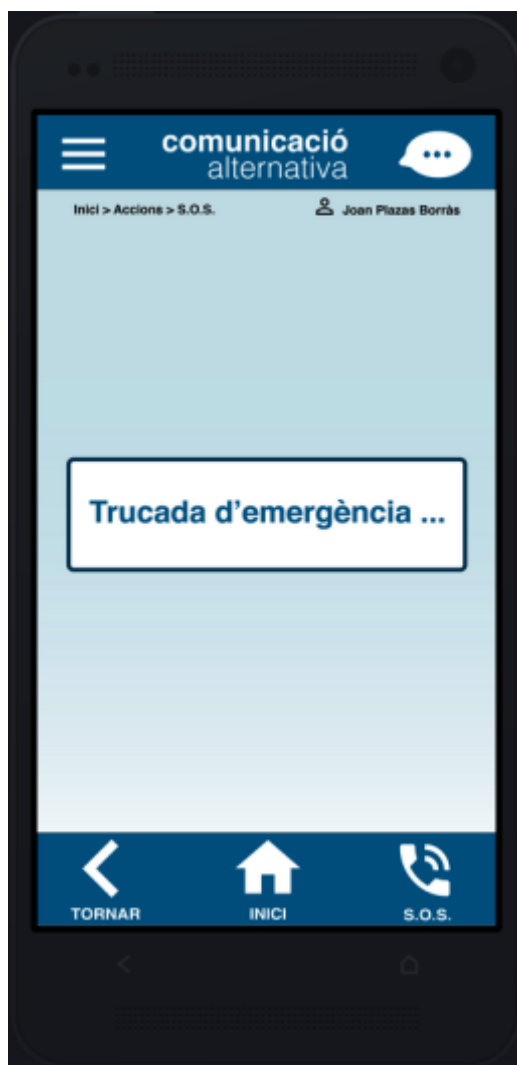 comunicació
alternativa
Inici > Accions > S.O.S.
Joan Plazas Borràs
Trucada d’emergència ...
TORNAR
INICI
S.O.S.